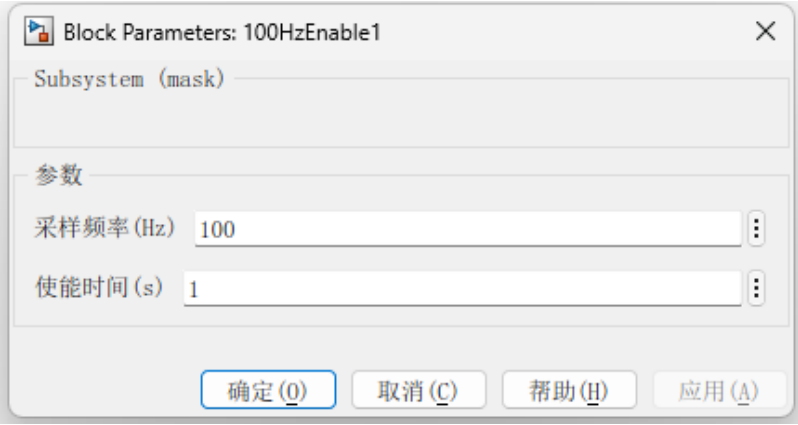 Block Parameters: 100HzEnable1
Subsystem (mask)
参数
采样频率(Hz) 100
使能时间(s) 1
确定(O) 取消(C) 帮助(H) 应用(A)